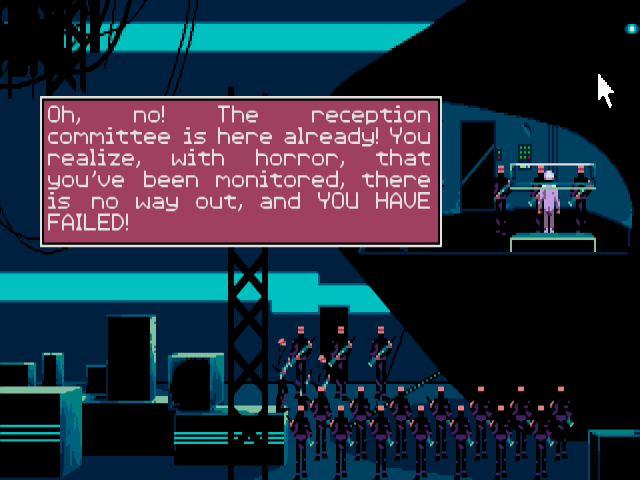 Oh, no! The reception
committee is here already! You
realize, with horror, that
you've been monitored, there
is no way out, and YOU HAVE
FAILED!